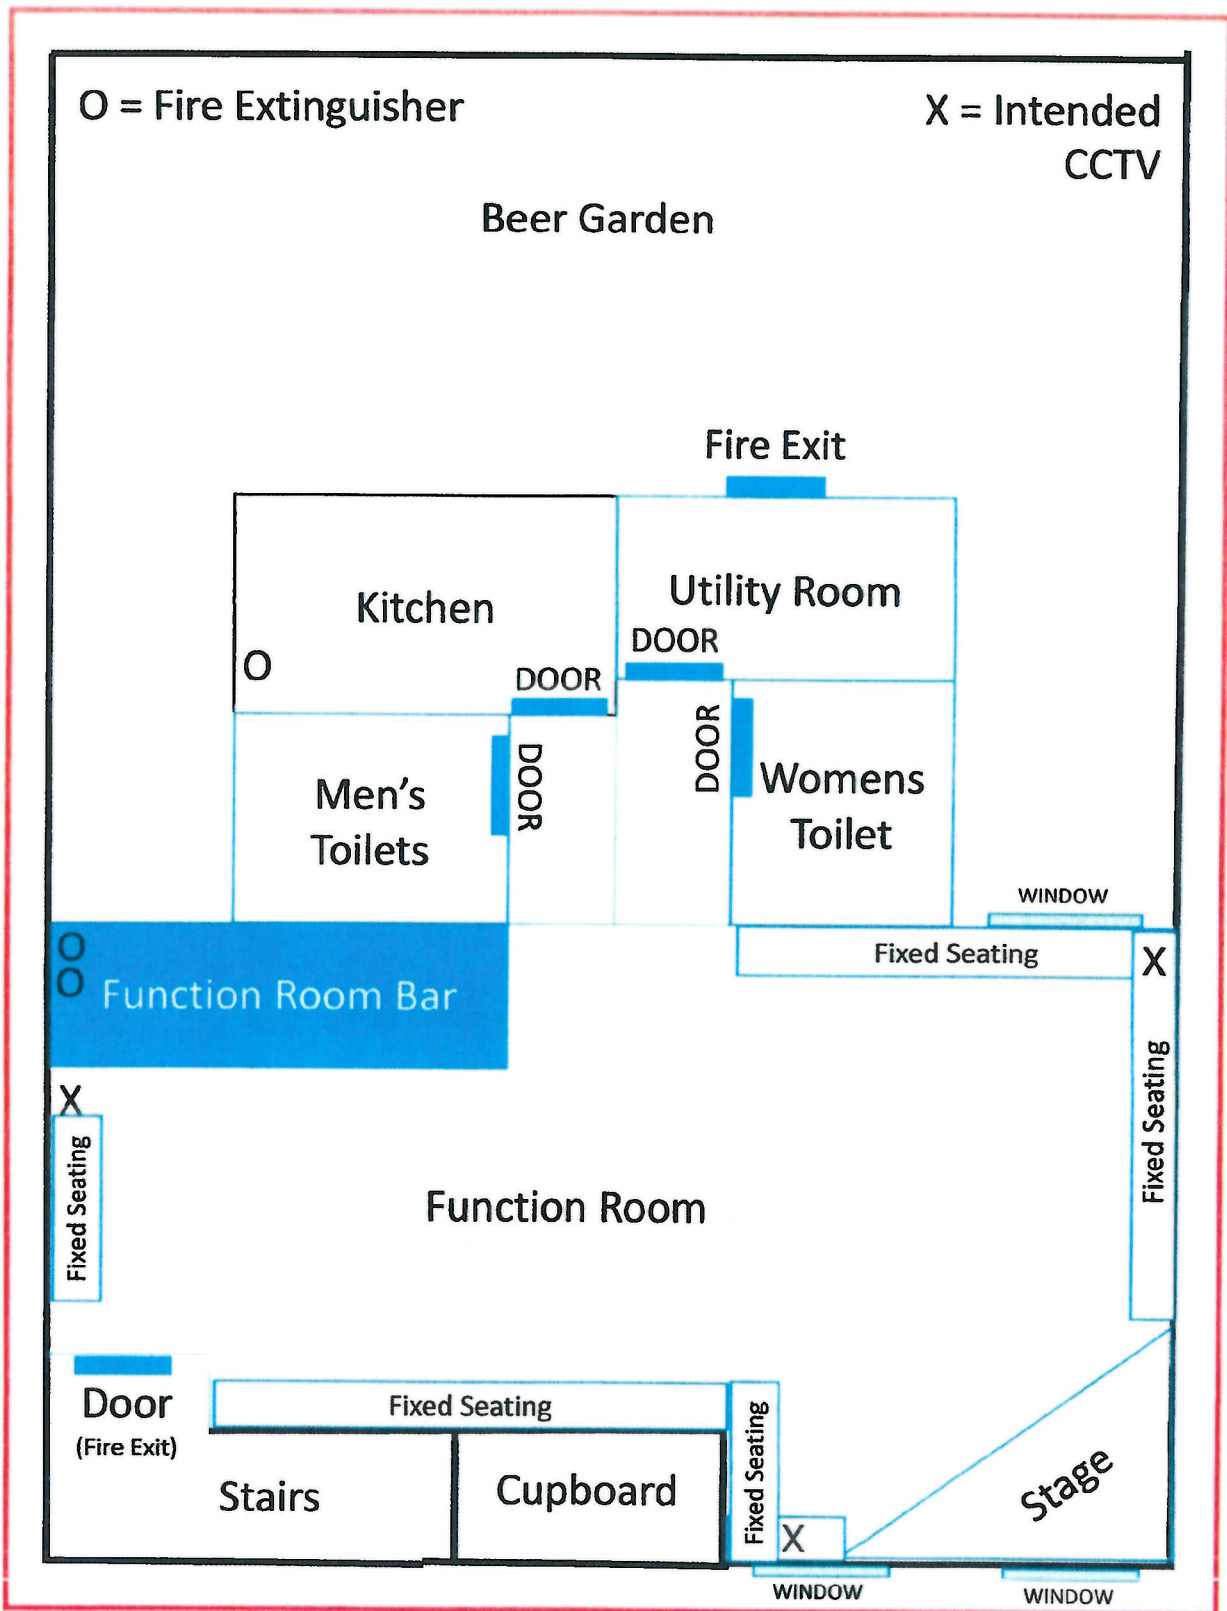 O = Fire Extinguisher
X = Intended
CCTV
Beer Garden
Fire Exit
Kitchen
Utility Room
DOOR
O
DOOR
DOOR
DOOR
Men's
Toilets
Womens
Toilet
WINDOW
O
O
Function Room Bar
Fixed Seating
X
Fixed Seating
X
Fixed Seating
Function Room
Door
(Fire Exit)
Fixed Seating
Stairs
Cupboard
Fixed Seating
X
Stage
WINDOW
WINDOW